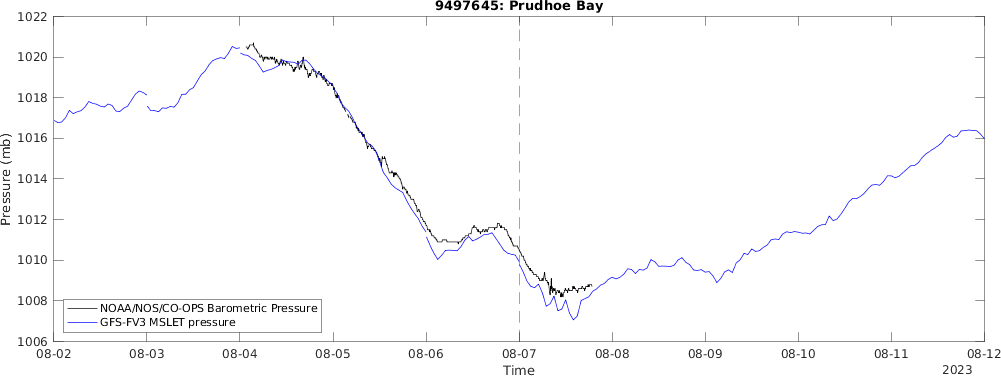 9497645: Prudhoe Bay
1022
1020
1018
1016
1014
1012
1010
1008
1006
Pressure (mb)
NOAA/NOS/CO-OPS Barometric Pressure
GFS-FV3 MSLET pressure
08-02 08-03 08-04 08-05 08-06 08-07 08-08 08-09 08-10 08-11 08-12
Time
2023